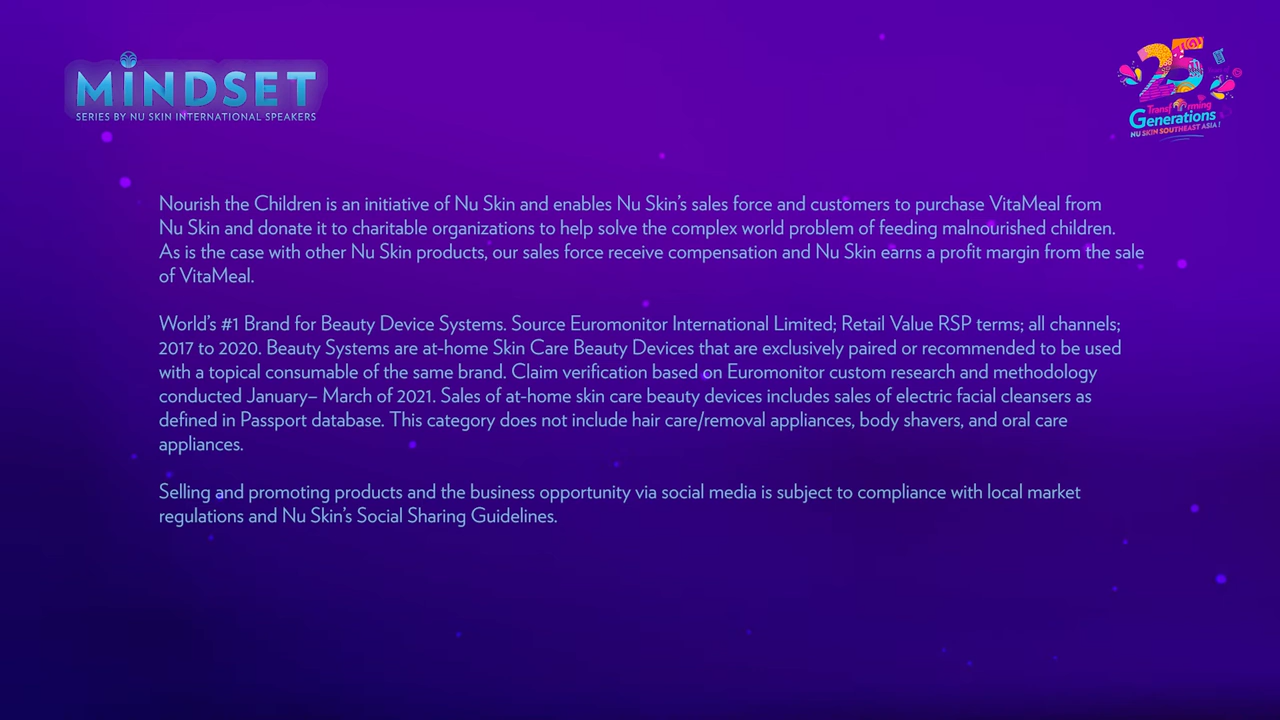 MINDSET
SERIES BY NU SKIN INTERNATIONAL SPEAKERS
25
Transforming
Generations
NU SKIN SOUTHEAST ASIA!
Nourish the Children is an initiative of Nu Skin and enables Nu Skin's sales force and customers to purchase VitaMeal from
Nu Skin and donate it to charitable organizations to help solve the complex world problem of feeding malnourished children.
As is the case with other Nu Skin products, our sales force receive compensation and Nu Skin earns a profit margin from the sale
of VitaMeal.
World's #1 Brand for Beauty Device Systems. Source Euromonitor International Limited; Retail Value RSP terms; all channels;
2017 to 2020. Beauty Systems are at-home Skin Care Beauty Devices that are exclusively paired or recommended to be used
with a topical consumable of the same brand. Claim verification based on Euromonitor custom research and methodology
conducted January– March of 2021. Sales of at-home skin care beauty devices includes sales of electric facial cleansers as
defined in Passport database. This category does not include hair care/removal appliances, body shavers, and oral care
appliances.
Selling and promoting products and the business opportunity via social media is subject to compliance with local market
regulations and Nu Skin's Social Sharing Guidelines.